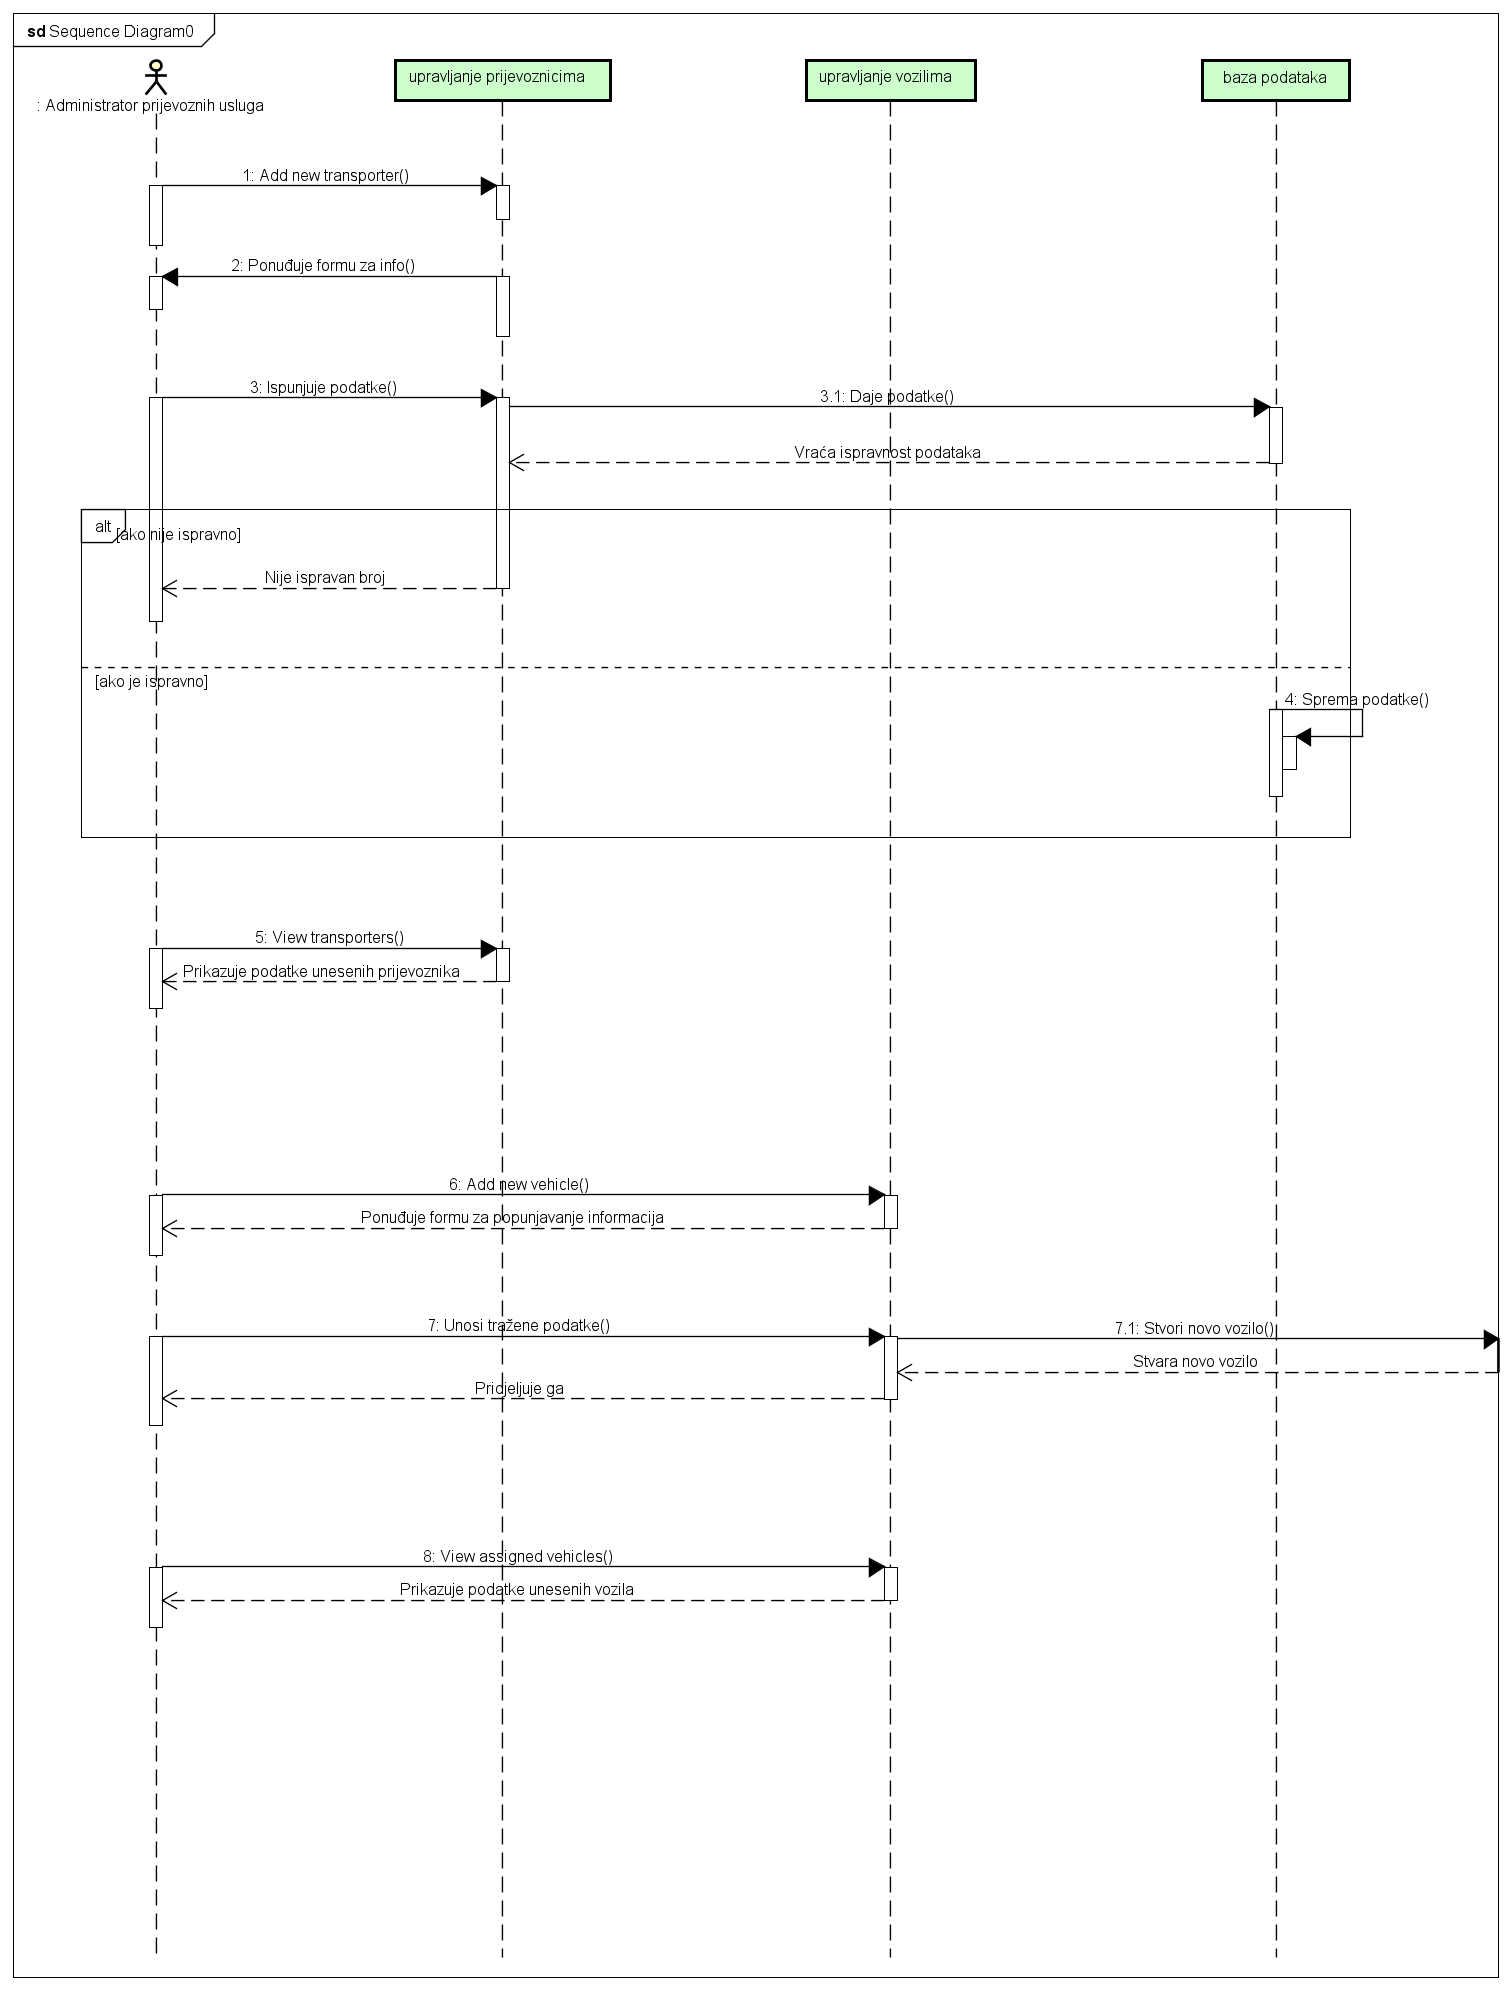 sd Sequence Diagram0
: Administrator prijevoznih usluga
upravljanje prijevoznicima
upravljanje vozilima
baza podataka
1: Add new transporter()
2: Ponuđuje formu za info()
3: Ispunjuje podatke()
3.1: Daje podatke()
Vraća ispravnost podataka
alt
[ako nije ispravno]
Nije ispravan broj
[ako je ispravno]
4: Sprema podatke()
5: View transporters()
Prikazuje podatke unesenih prijevoznika
6: Add new vehicle()
Ponuđuje formu za popunjavanje informacija
7: Unosi tražene podatke()
7.1: Stvori novo vozilo()
Stvara novo vozilo
Pridjeljuje ga
8: View assigned vehicles()
Prikazuje podatke unesenih vozila